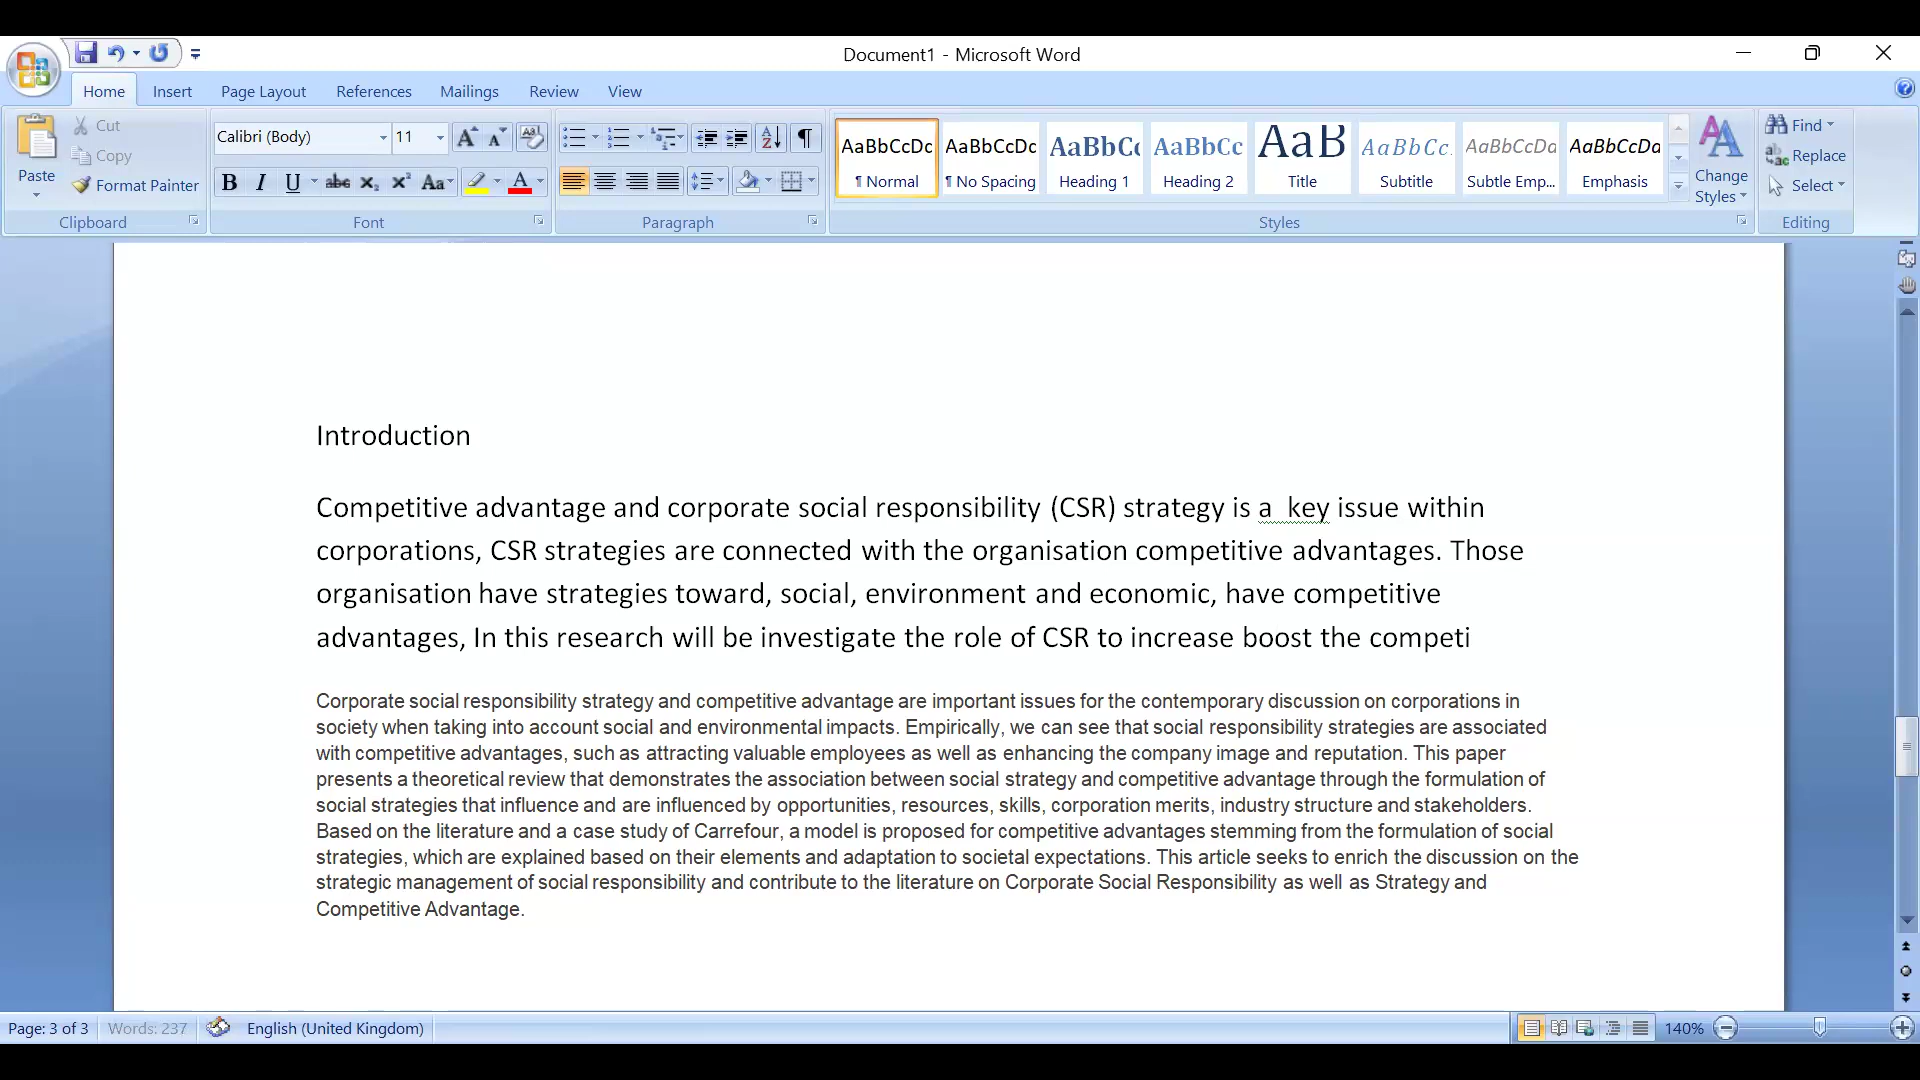 Document1 - Microsoft Word
Home Insert Page Layout References Mailings Review View
Paste
Cut
Copy
Format Painter
Clipboard
Calibri (Body) 11
B I U abc x₂ x² Aa A
Font
Paragraph
AaBbCcDc AaBbCcDc AaBbCc AaBbCc AaB AaBbCc. AaBbCcDa AaBbCcDa
¶ Normal ¶ No Spacing Heading 1 Heading 2 Title Subtitle Subtle Emp... Emphasis
Change Styles
Styles
Find
Replace
Select
Editing
Introduction
Competitive advantage and corporate social responsibility (CSR) strategy is a  key issue within
corporations, CSR strategies are connected with the organisation competitive advantages. Those
organisation have strategies toward, social, environment and economic, have competitive
advantages, In this research will be investigate the role of CSR to increase boost the competi
Corporate social responsibility strategy and competitive advantage are important issues for the contemporary discussion on corporations in
society when taking into account social and environmental impacts. Empirically, we can see that social responsibility strategies are associated
with competitive advantages, such as attracting valuable employees as well as enhancing the company image and reputation. This paper
presents a theoretical review that demonstrates the association between social strategy and competitive advantage through the formulation of
social strategies that influence and are influenced by opportunities, resources, skills, corporation merits, industry structure and stakeholders.
Based on the literature and a case study of Carrefour, a model is proposed for competitive advantages stemming from the formulation of social
strategies, which are explained based on their elements and adaptation to societal expectations. This article seeks to enrich the discussion on the
strategic management of social responsibility and contribute to the literature on Corporate Social Responsibility as well as Strategy and
Competitive Advantage.
Page: 3 of 3 Words: 237 English (United Kingdom) 140%